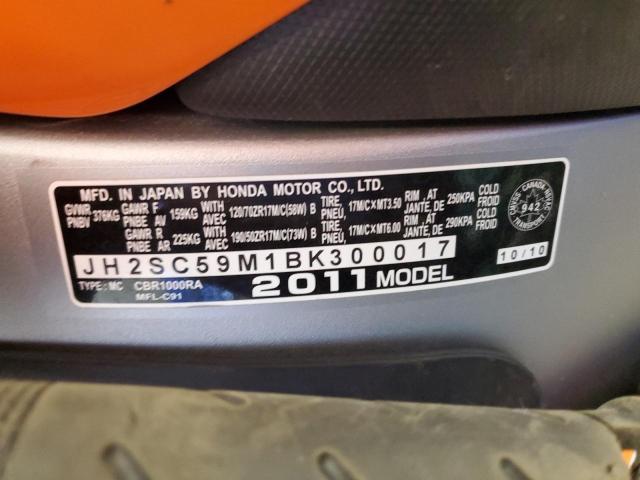 MFD. IN JAPAN BY HONDA MOTOR CO., LTD.
GVWR PNBV 376KG GAWR F PNBE AV 159KG WITH AVEC 120/70ZR17M/C(58W) B TIRE, PNEU, 17M/C×MT3.50 RIM, AT JANTE, DE 250KPA COLD FROID
GAWR R PNBE AR 225KG WITH AVEC 190/50ZR17M/C(73W) B TIRE, PNEU, 17M/C×MT6.00 RIM, AT JANTE, DE 290KPA COLD FROID
JH2SC59M1BK300017
10/10
TYPE : MC CBR1000RA
MFL-C91
2011 MODEL
CANADA
942